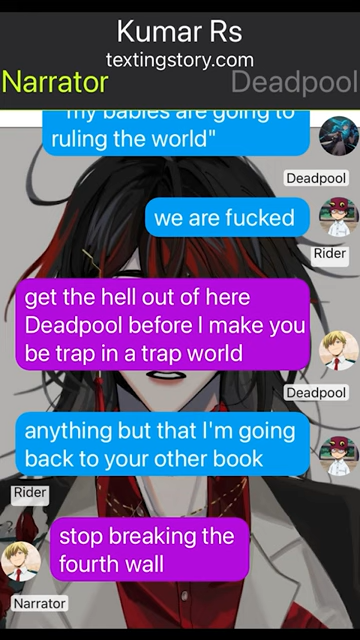 Kumar Rs
textingstory.com
Narrator
Deadpool
"my babies are going to
ruling the world"
Deadpool
we are fucked
Rider
get the hell out of here
Deadpool before I make you
be trap in a trap world
Deadpool
anything but that I'm going
back to your other book
Rider
stop breaking the
fourth wall
Narrator